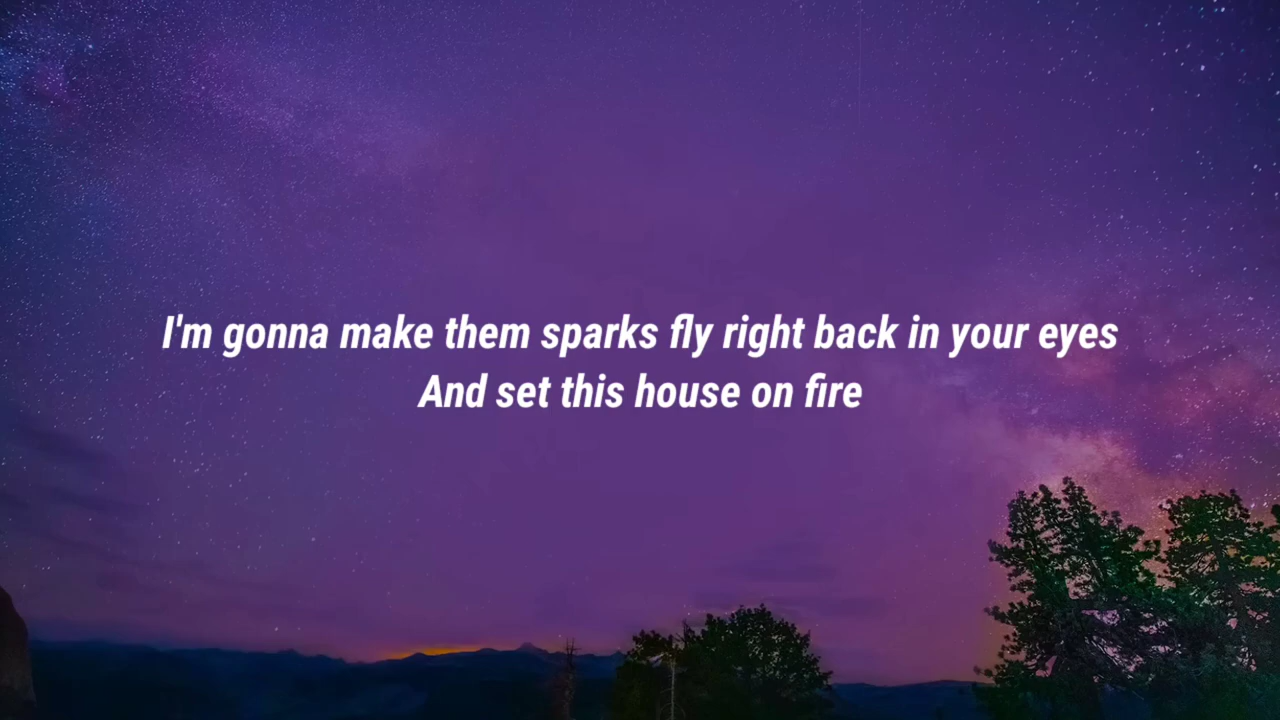 I'm gonna make them sparks fly right back in your eyes
And set this house on fire